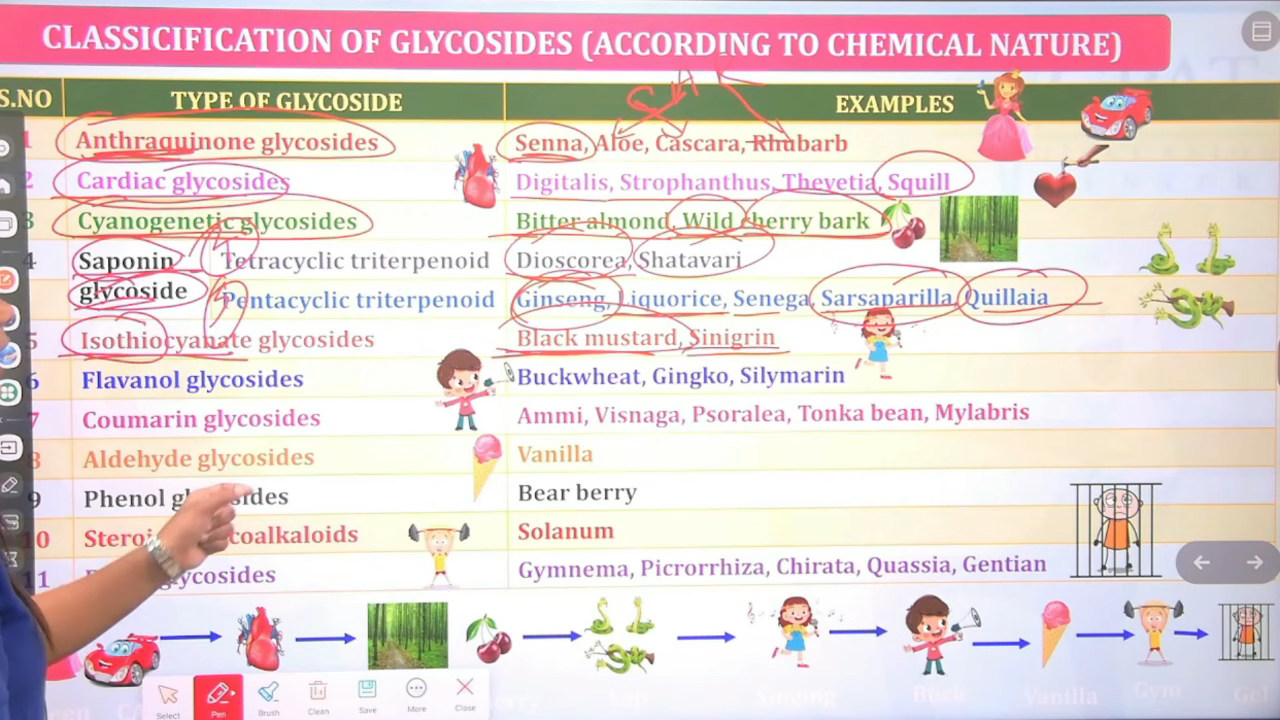 CLASSICIFICATION OF GLYCOSIDES (ACCORDING TO CHEMICAL NATURE)
S.NO TYPE OF GLYCOSIDE EXAMPLES
1 Anthraquinone glycosides Senna, Aloe, Cascara, Rhubarb
2 Cardiac glycosides Digitalis, Strophanthus, Thevetia, Squill
3 Cyanogenetic glycosides Bitter almond, Wild cherry bark
4 Saponin Tetracyclic triterpenoid Dioscorea, Shatavari
glycoside Pentacyclic triterpenoid Ginseng, Liquorice, Senega, Sarsaparilla, Quillaia
5 Isothiocyanate glycosides Black mustard, Sinigrin
6 Flavanol glycosides Buckwheat, Gingko, Silymarin
7 Coumarin glycosides Ammi, Visnaga, Psoralea, Tonka bean, Mylabris
8 Aldehyde glycosides Vanilla
9 Phenol glycosides Bear berry
10 Solanum
11 glycosides Gymnema, Picrorrhiza, Chirata, Quassia, Gentian
Vanilla Gym
Select Pen Brush Clean Save More Close